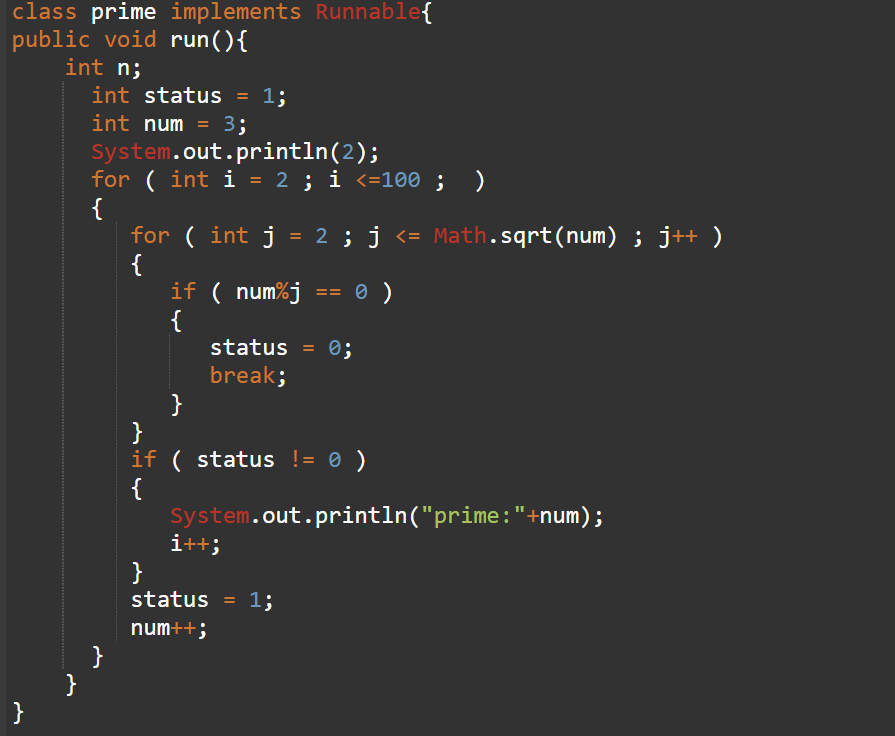 class prime implements Runnable{
public void run(){
    int n;
      int status = 1;
      int num = 3;
      System.out.println(2);
      for ( int i = 2 ; i <=100 ;  )
      {
         for ( int j = 2 ; j <= Math.sqrt(num) ; j++ )
         {
            if ( num%j == 0 )
            {
               status = 0;
               break;
            }
         }
         if ( status != 0 )
         {
            System.out.println("prime:"+num);
            i++;
         }
         status = 1;
         num++;
      }
    }
}